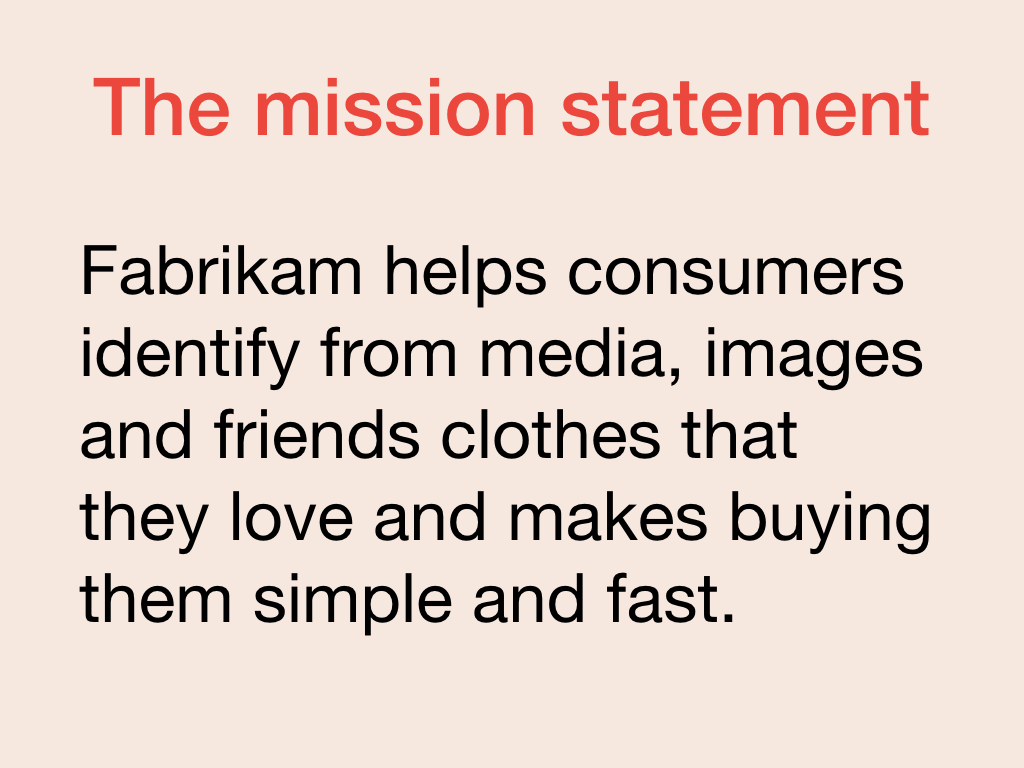 The mission statement
Fabrikam helps consumers
identify from media, images
and friends clothes that
they love and makes buying
them simple and fast.